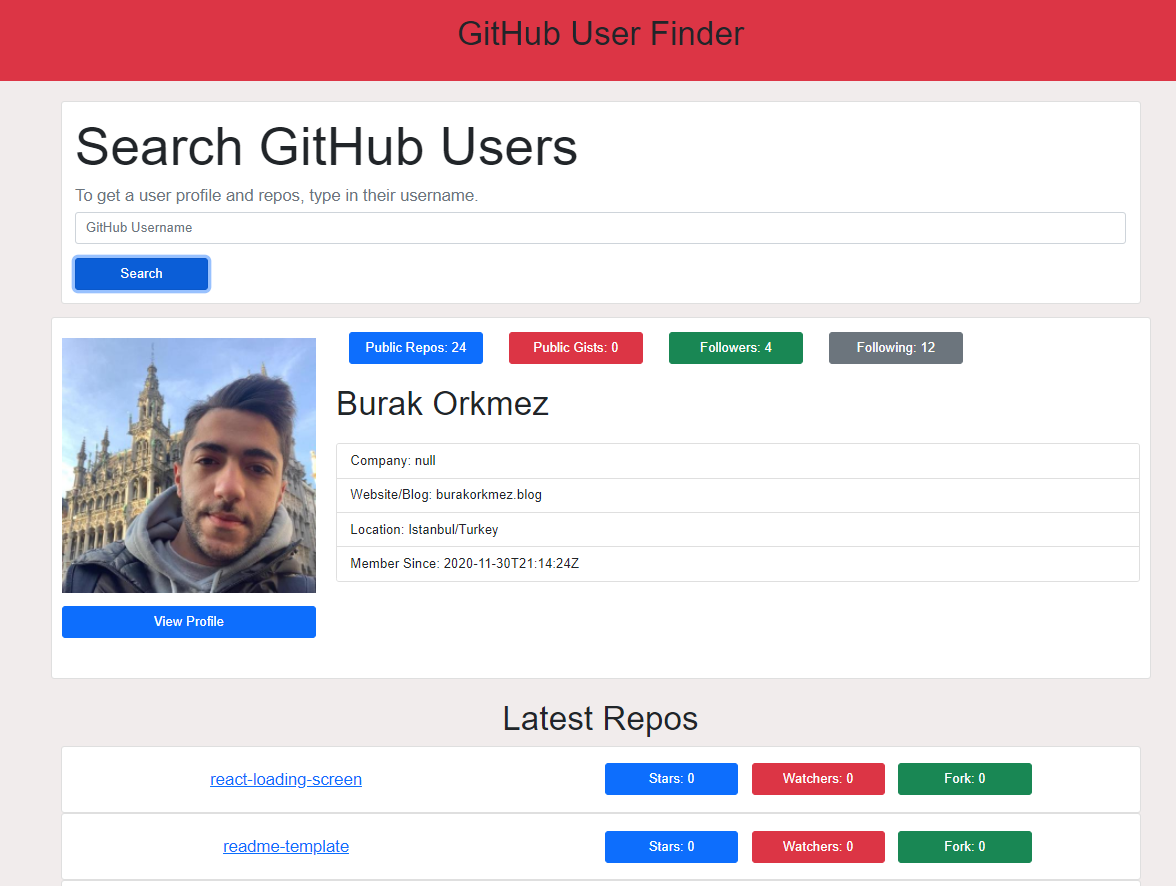 GitHub User Finder
Search GitHub Users
To get a user profile and repos, type in their username.
GitHub Username
Search
Public Repos: 24 Public Gists: 0 Followers: 4 Following: 12
Burak Orkmez
Company: null
Website/Blog: burakorkmez.blog
Location: Istanbul/Turkey
Member Since: 2020-11-30T21:14:24Z
View Profile
Latest Repos
react-loading-screen Stars: 0 Watchers: 0 Fork: 0
readme-template Stars: 0 Watchers: 0 Fork: 0